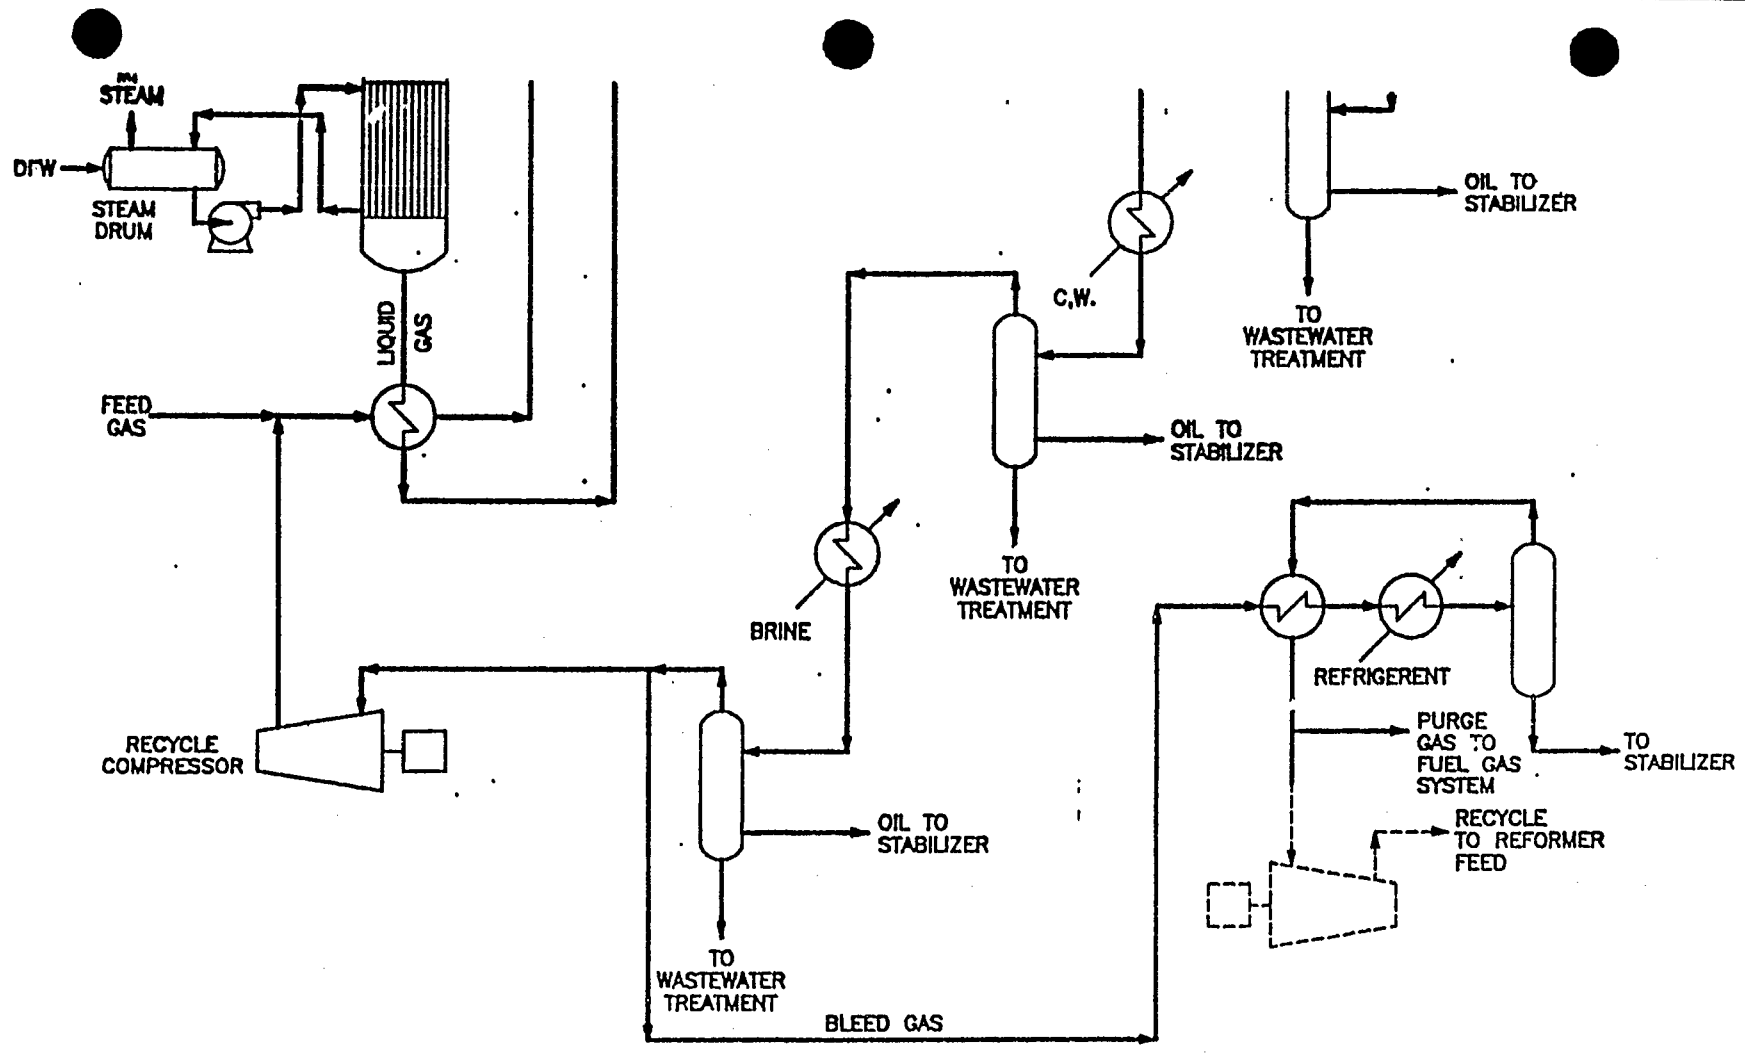 STEAM
STEAM
DRUM
LIQUID
GAS
FEED
GAS
C.W.
OIL TO
STABILIZER
TO
WASTEWATER
TREATMENT
OIL TO
STABILIZER
TO
WASTEWATER
TREATMENT
BRINE
REFRIGERENT
RECYCLE
COMPRESSOR
PURGE
GAS TO
FUEL GAS
SYSTEM
TO
STABILIZER
OIL TO
STABILIZER
RECYCLE
TO REFORMER
FEED
TO
WASTEWATER
TREATMENT
BLEED GAS